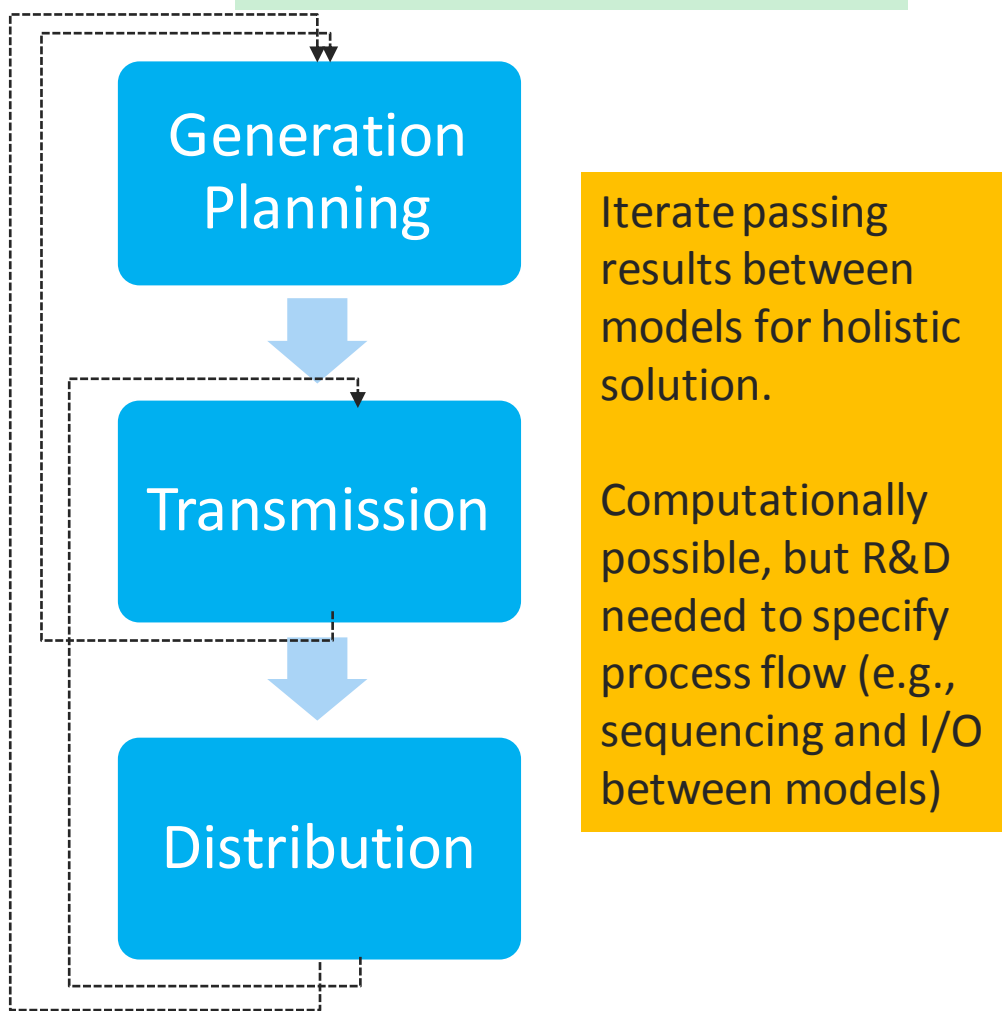 Generation
Planning
Iterate passing
results between
models for holistic
solution.
Computationally
possible, but R&D
needed to specify
process flow (e.g.,
sequencing and I/O
between models)
Transmission
Distribution